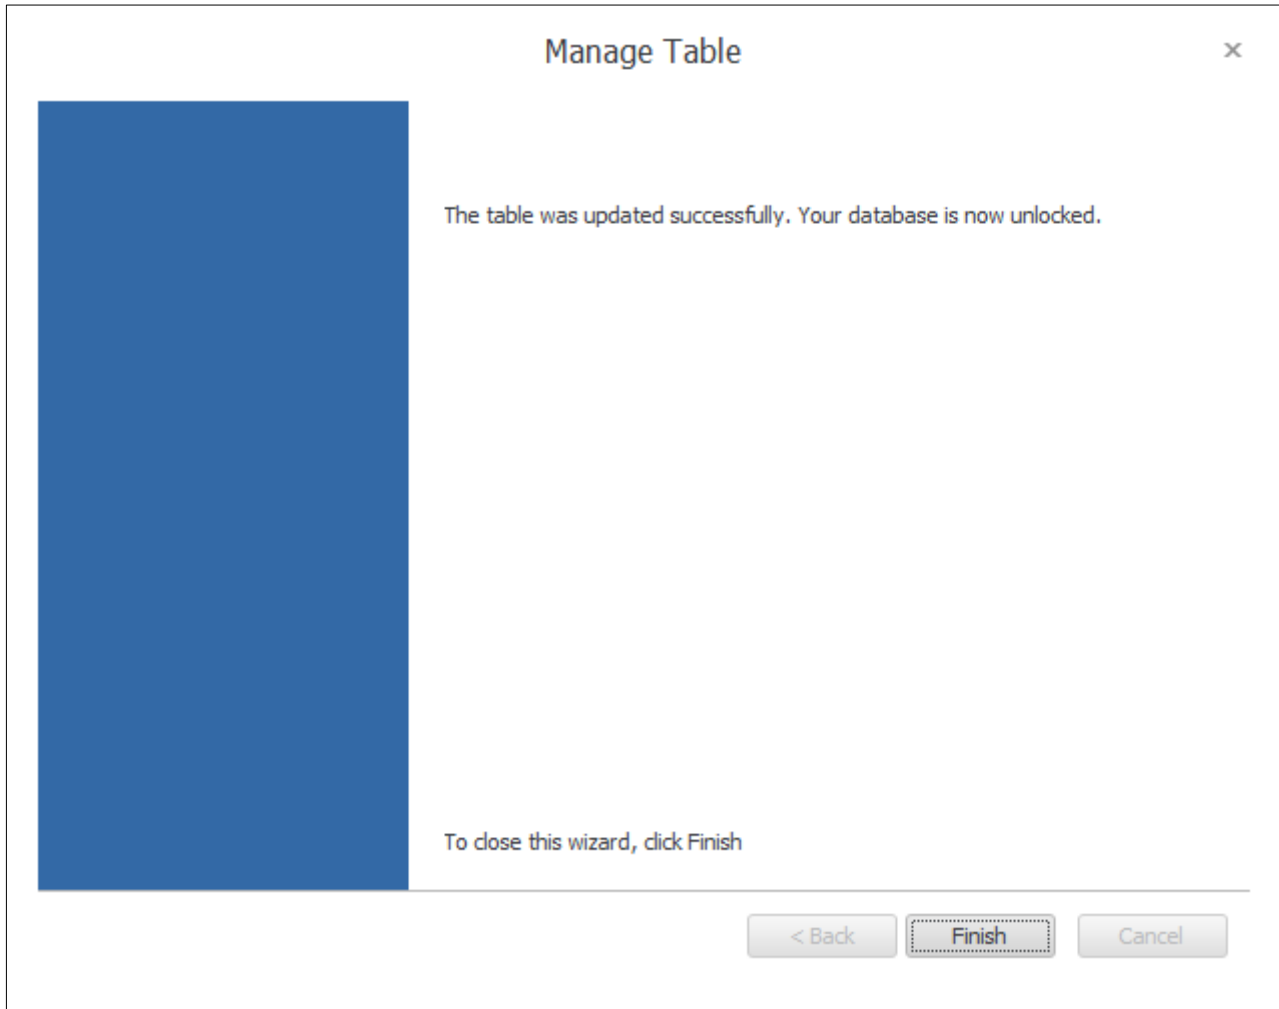 Manage Table
The table was updated successfully. Your database is now unlocked.
To close this wizard, click Finish
< Back
Finish
Cancel